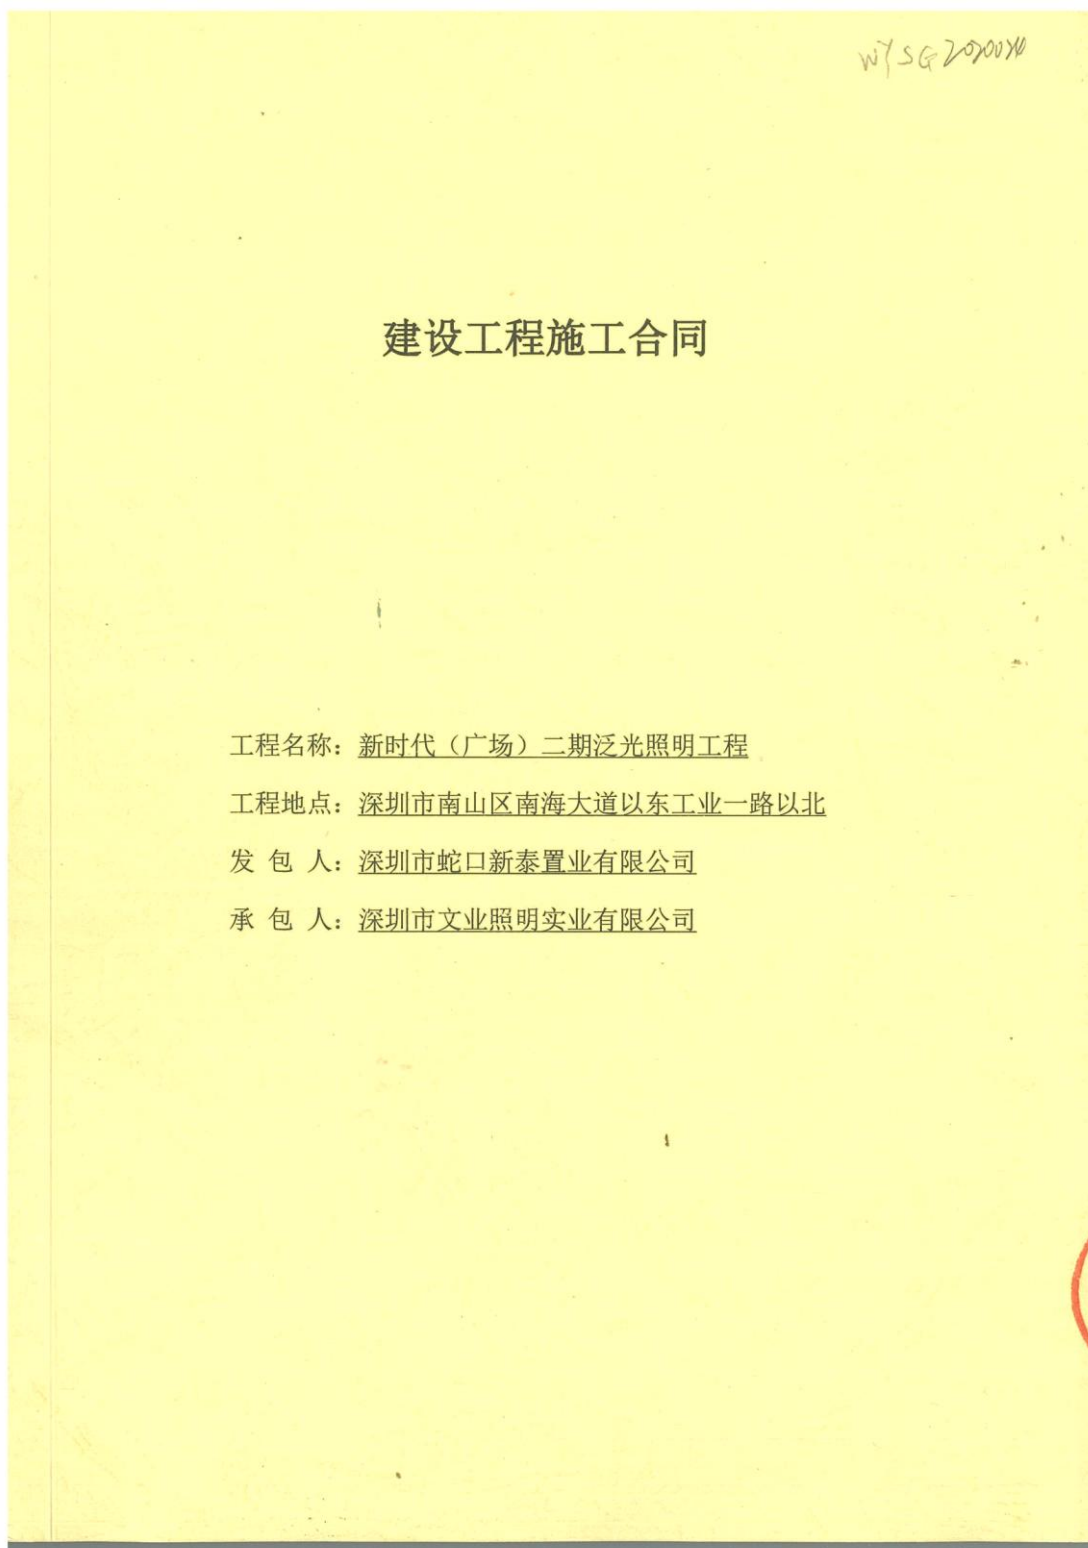 建设工程施工合同
工程名称：新时代（广场）二期泛光照明工程
工程地点：深圳市南山区南海大道以东工业一路以北
发 包 人：深圳市蛇口新泰置业有限公司
承 包 人：深圳市文业照明实业有限公司